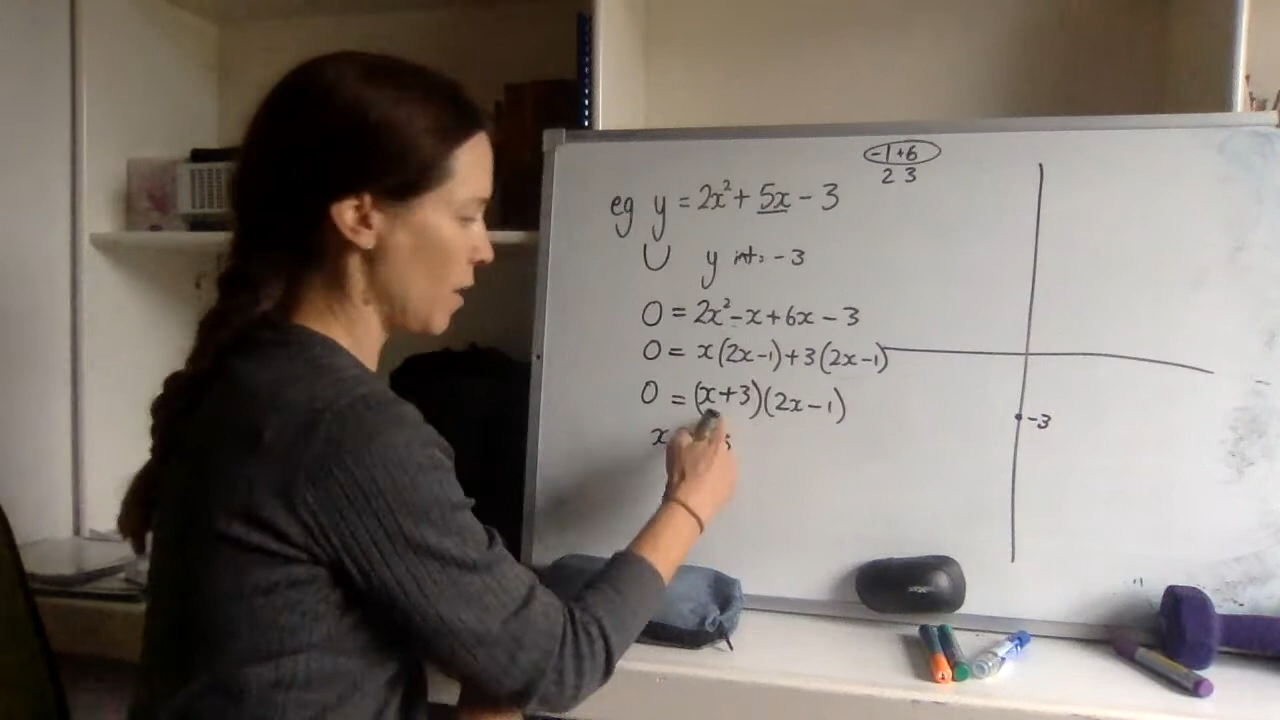 -1 +6
2 3
eg y = 2x² + 5x - 3
∪ y int: -3
0 = 2x² - x + 6x - 3
0 = x(2x-1) + 3(2x-1)
0 = (x+3)(2x-1)
-3
x